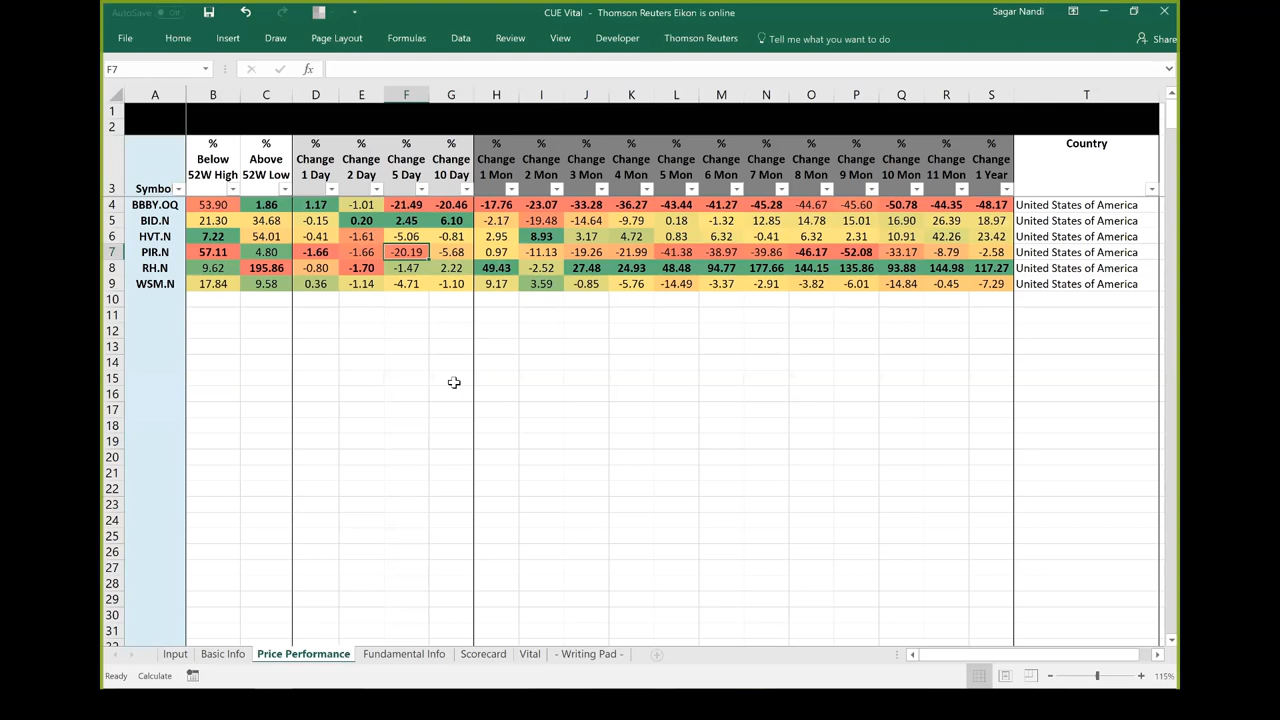 AutoSave Off
CUE Vital - Thomson Reuters Eikon is online
Sagar Nandi
File Home Insert Draw Page Layout Formulas Data Review View Developer Thomson Reuters Tell me what you want to do Share
F7 fx
A B C D E F G H I J K L M N O P Q R S T
1
2
% % % % % % % % % % % % % % % % % % Country
Below Above Change Change Change Change Change Change Change Change Change Change Change Change Change Change Change Change
3 Symbo 52W High 52W Low 1 Day 2 Day 5 Day 10 Day 1 Mon 2 Mon 3 Mon 4 Mon 5 Mon 6 Mon 7 Mon 8 Mon 9 Mon 10 Mon 11 Mon 1 Year
4 BBBY.OQ 53.90 1.86 1.17 -1.01 -21.49 -20.46 -17.76 -23.07 -33.28 -36.27 -43.44 -41.27 -45.28 -44.67 -45.60 -50.78 -44.35 -48.17 United States of America
5 BID.N 21.30 34.68 -0.15 0.20 2.45 6.10 -2.17 -19.48 -14.64 -9.79 0.18 -1.32 12.85 14.78 15.01 16.90 26.39 18.97 United States of America
6 HVT.N 7.22 54.01 -0.41 -1.61 -5.06 -0.81 2.95 8.93 3.17 4.72 0.83 6.32 -0.41 6.32 2.31 10.91 42.26 23.42 United States of America
7 PIR.N 57.11 4.80 -1.66 -1.66 -20.19 -5.68 0.97 -11.13 -19.26 -21.99 -41.38 -38.97 -39.86 -46.17 -52.08 -33.17 -8.79 -2.58 United States of America
8 RH.N 9.62 195.86 -0.80 -1.70 -1.47 2.22 49.43 -2.52 27.48 24.93 48.48 94.77 177.66 144.15 135.86 93.88 144.98 117.27 United States of America
9 WSM.N 17.84 9.58 0.36 -1.14 -4.71 -1.10 9.17 3.59 -0.85 -5.76 -14.49 -3.37 -2.91 -3.82 -6.01 -14.84 -0.45 -7.29 United States of America
10
11
12
13
14
15
16
17
18
19
20
21
22
23
24
25
26
27
28
29
30
31
Input Basic Info Price Performance Fundamental Info Scorecard Vital - Writing Pad -
Ready Calculate 115%